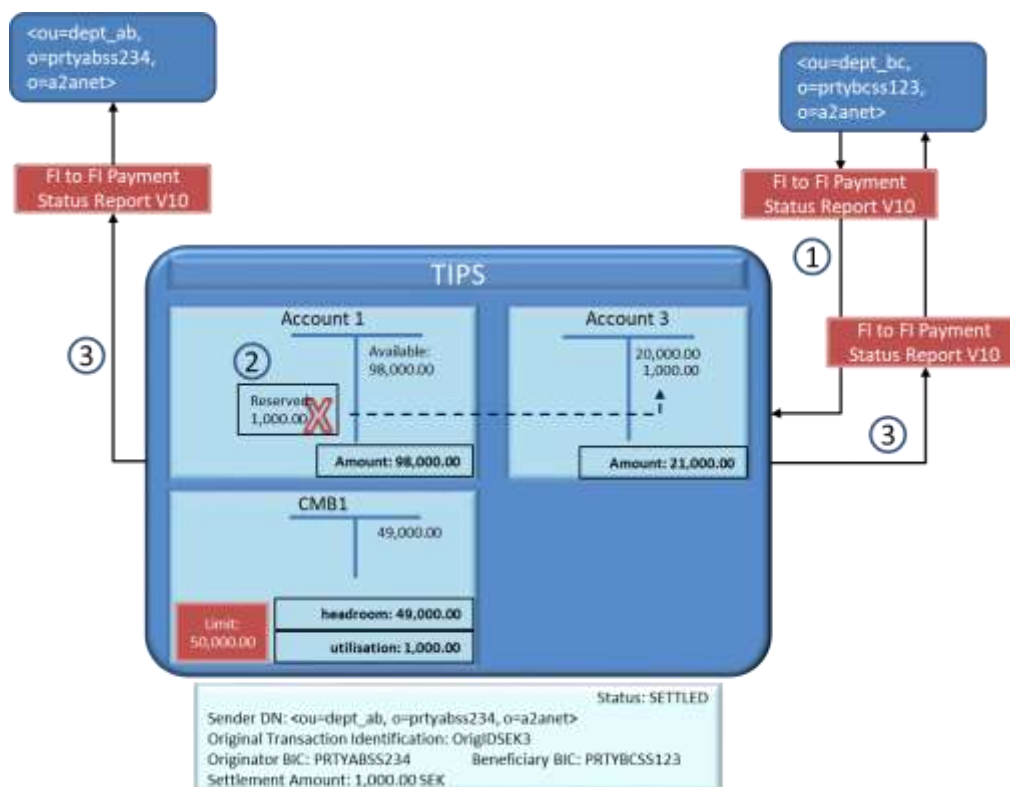 <ou=dept_ab,
o=prtyabss234,
o=a2anet>
<ou=dept_bc,
o=prtybcss123,
o=a2anet>
FI to FI Payment
Status Report V10
FI to FI Payment
Status Report V10
1
TIPS
Account 1
Account 3
FI to FI Payment
Status Report V10
3
2
Available:
98,000.00
20,000.00
1,000.00
Reserved:
1,000.00
X
3
Amount: 98,000.00
Amount: 21,000.00
CMB1
49,000.00
Limit:
50,000.00
headroom: 49,000.00
utilisation: 1,000.00
Status: SETTLED
Sender DN: <ou=dept_ab, o=prtyabss234, o=a2anet>
Original Transaction Identification: OrigIDSEK3
Originator BIC: PRTYABSS234 Beneficiary BIC: PRTYBCSS123
Settlement Amount: 1,000.00 SEK